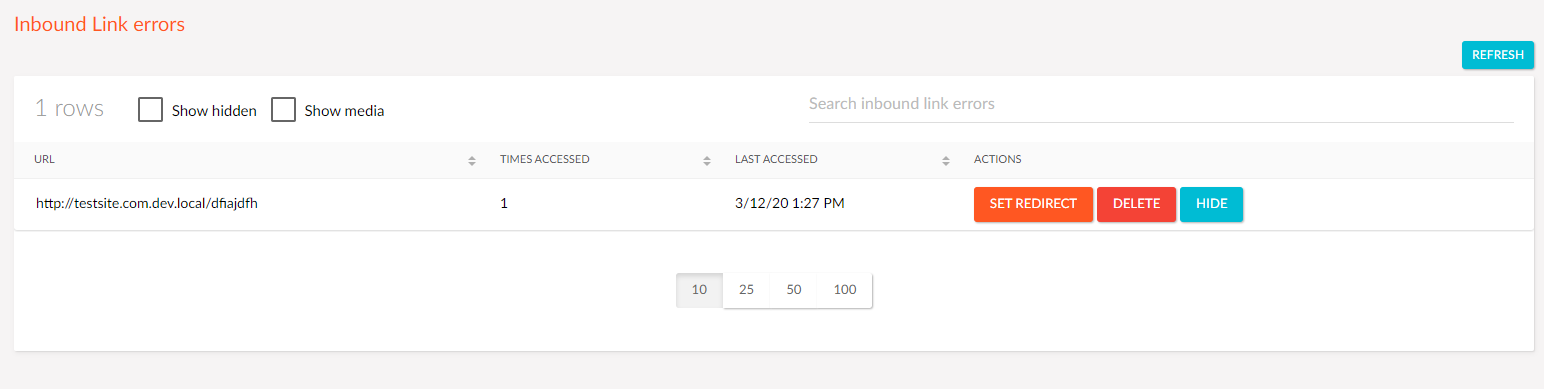 Inbound Link errors
REFRESH
1 rows Show hidden Show media Search inbound link errors
URL TIMES ACCESSED LAST ACCESSED ACTIONS
http://testsite.com.dev.local/dfiajdfh 1 3/12/20 1:27 PM SET REDIRECT DELETE HIDE
10 25 50 100